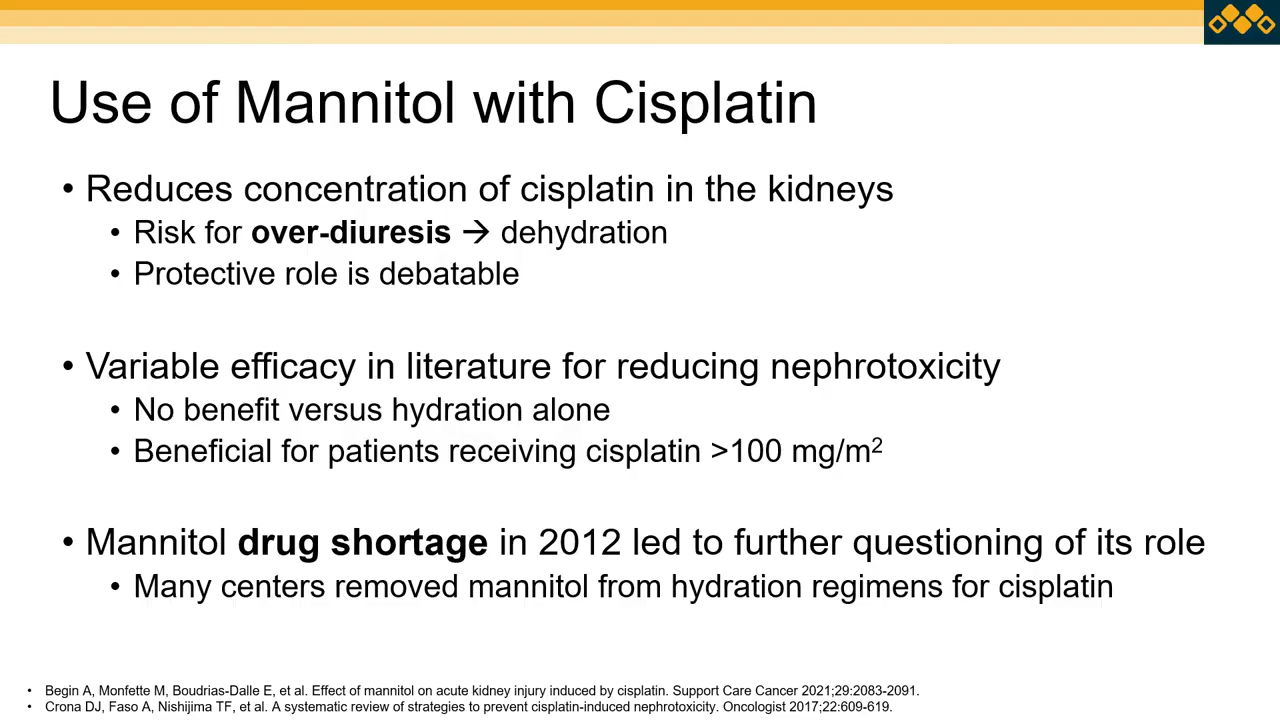 Use of Mannitol with Cisplatin
• Reduces concentration of cisplatin in the kidneys
• Risk for over-diuresis → dehydration
• Protective role is debatable
• Variable efficacy in literature for reducing nephrotoxicity
• No benefit versus hydration alone
• Beneficial for patients receiving cisplatin >100 mg/m²
• Mannitol drug shortage in 2012 led to further questioning of its role
• Many centers removed mannitol from hydration regimens for cisplatin
• Begin A, Monfette M, Boudrias-Dalle E, et al. Effect of mannitol on acute kidney injury induced by cisplatin. Support Care Cancer 2021;29:2083-2091.
• Crona DJ, Faso A, Nishijima TF, et al. A systematic review of strategies to prevent cisplatin-induced nephrotoxicity. Oncologist 2017;22:609-619.